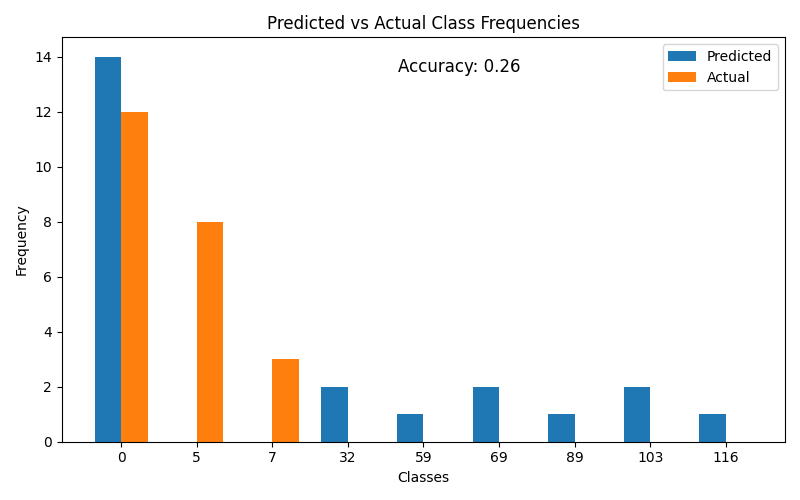 Predicted vs Actual Class Frequencies
Accuracy: 0.26
Predicted
Actual
Frequency
14
12
10
8
6
4
2
0
0 5 7 32 59 69 89 103 116
Classes